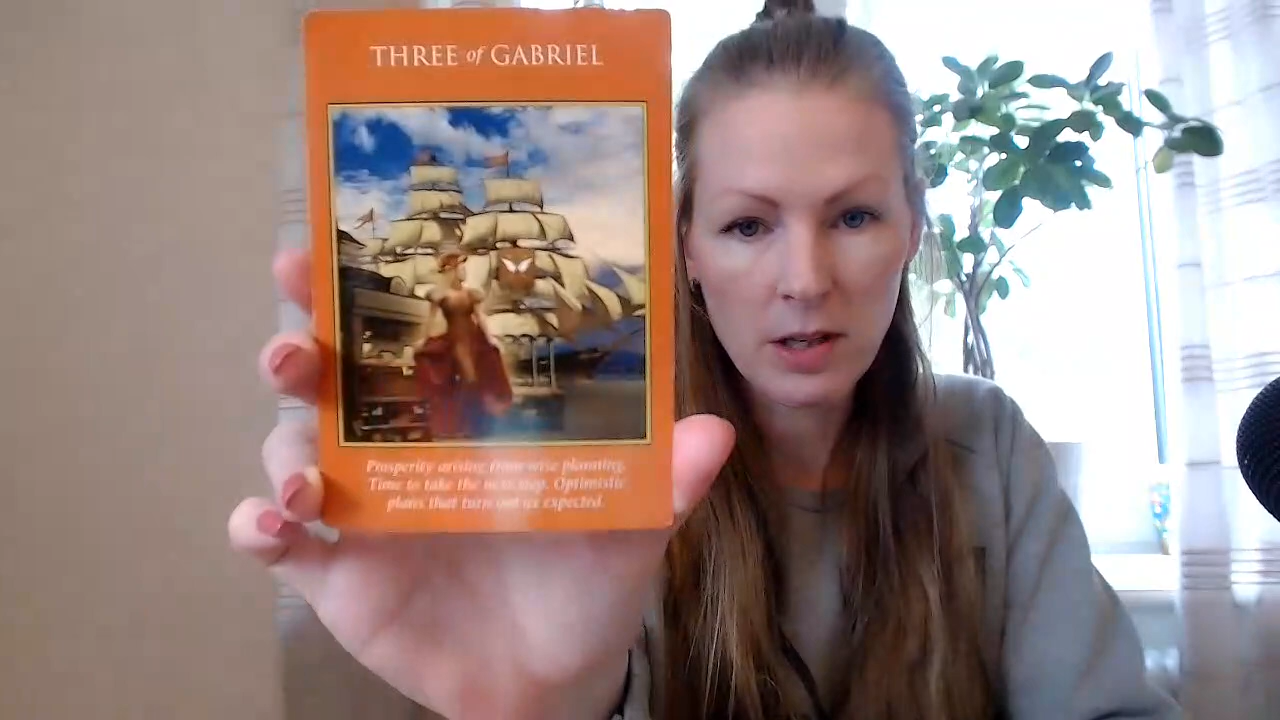 THREE of GABRIEL
Prosperity arising from wise planning.
Time to take the next step. Optimistic
plans that turn out as expected.